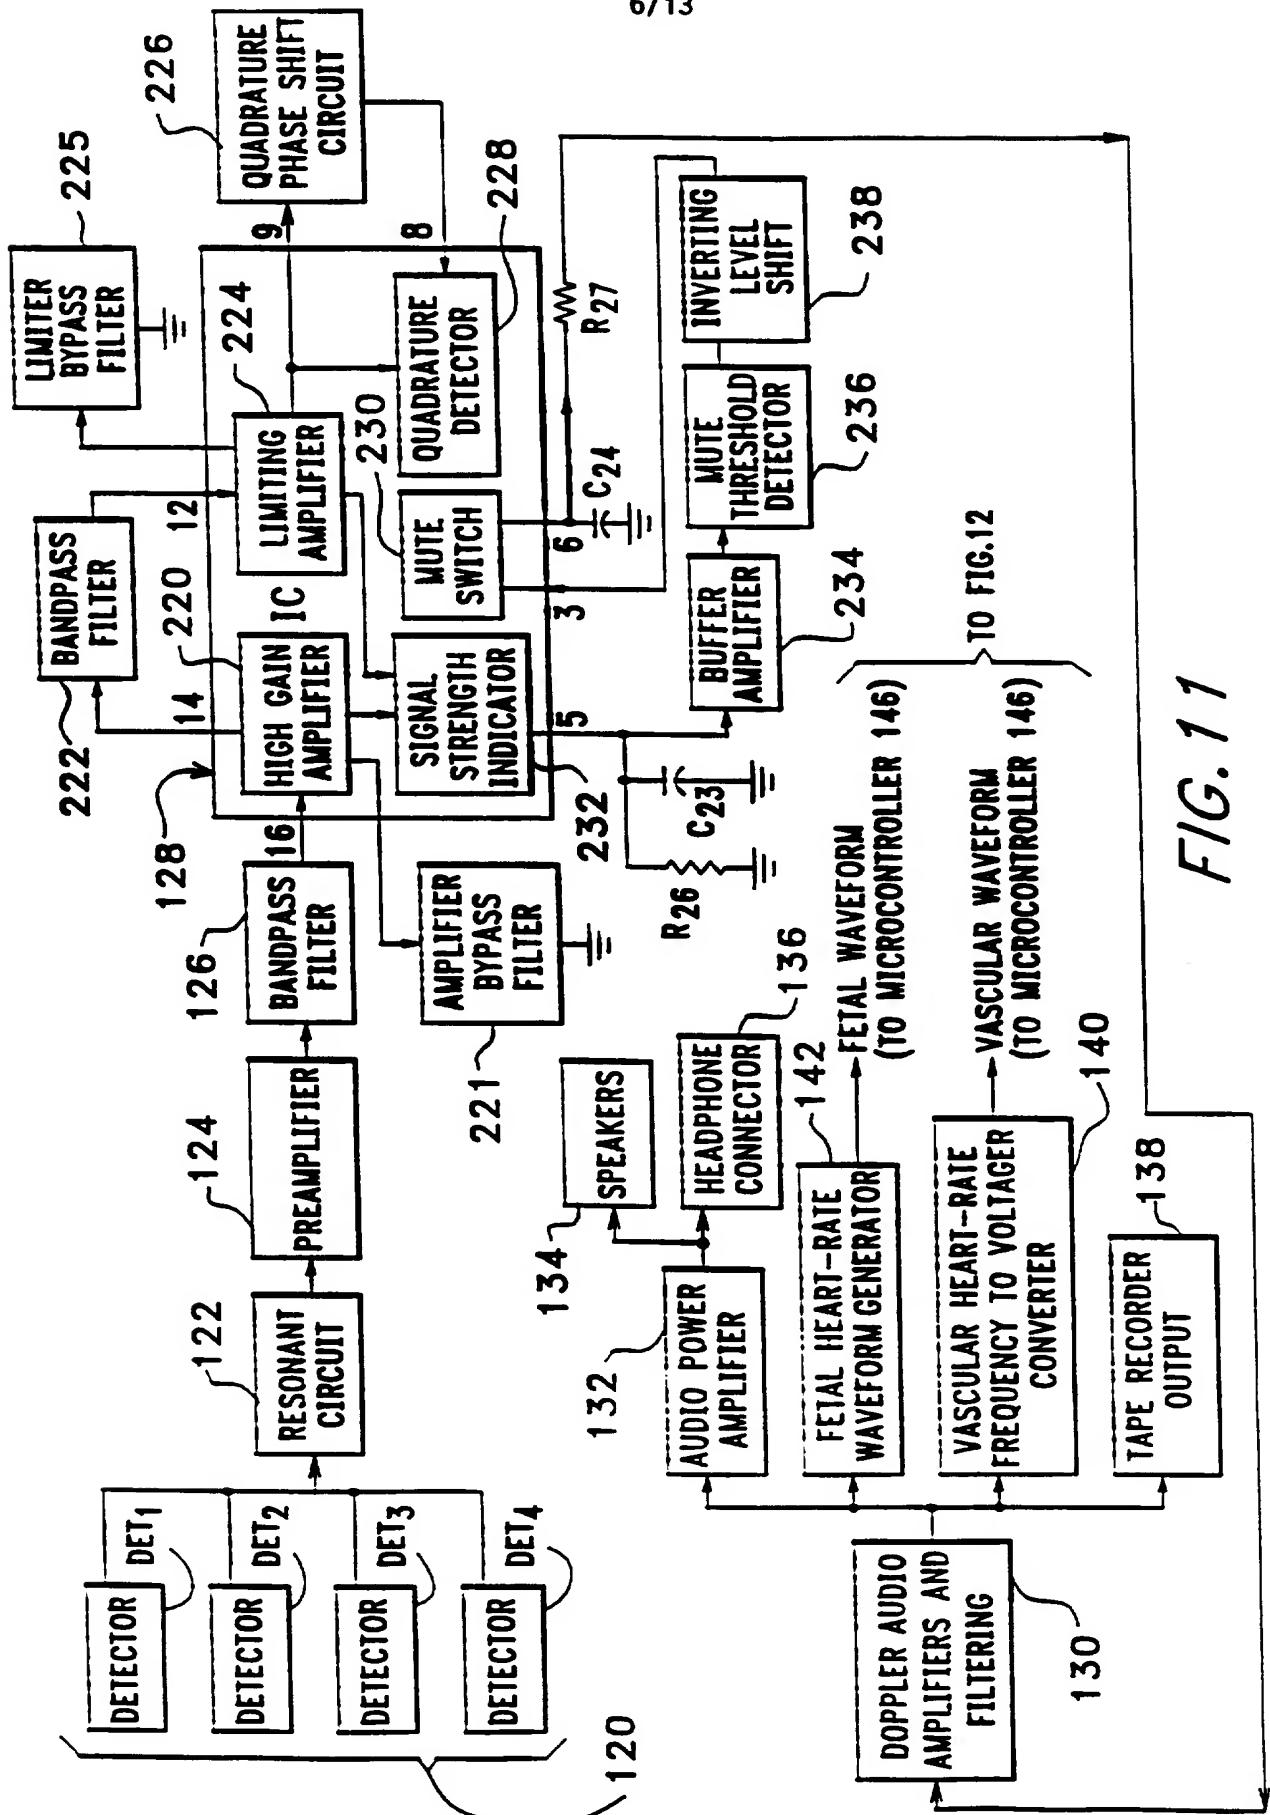 6/13
120
DETECTOR
DET1
DETECTOR
DET2
DETECTOR
DET3
DETECTOR
DET4
122
RESONANT
CIRCUIT
124
PREAMPLIFIER
126
BANDPASS
FILTER
16
128
221
AMPLIFIER
BYPASS
FILTER
222
BANDPASS
FILTER
14
12
220
HIGH GAIN
AMPLIFIER
IC
224
LIMITING
AMPLIFIER
225
LIMITER
BYPASS
FILTER
226
QUADRATURE
PHASE SHIFT
CIRCUIT
9
8
SIGNAL
STRENGTH
INDICATOR
232
5
230
MUTE
SWITCH
3
6
QUADRATURE
DETECTOR
228
R26
C23
C24
R27
BUFFER
AMPLIFIER
234
MUTE
THRESHOLD
DETECTOR
236
INVERTING
LEVEL
SHIFT
238
DOPPLER AUDIO
AMPLIFIERS AND
FILTERING
130
132
AUDIO POWER
AMPLIFIER
134
SPEAKERS
HEADPHONE
CONNECTOR
136
FETAL HEART-RATE
WAVEFORM GENERATOR
142
FETAL WAVEFORM
(TO MICROCONTROLLER 146)
VASCULAR HEART-RATE
FREQUENCY TO VOLTAGER
CONVERTER
140
VASCULAR WAVEFORM
(TO MICROCONTROLLER 146)
TO FIG.12
TAPE RECORDER
OUTPUT
138
FIG.11